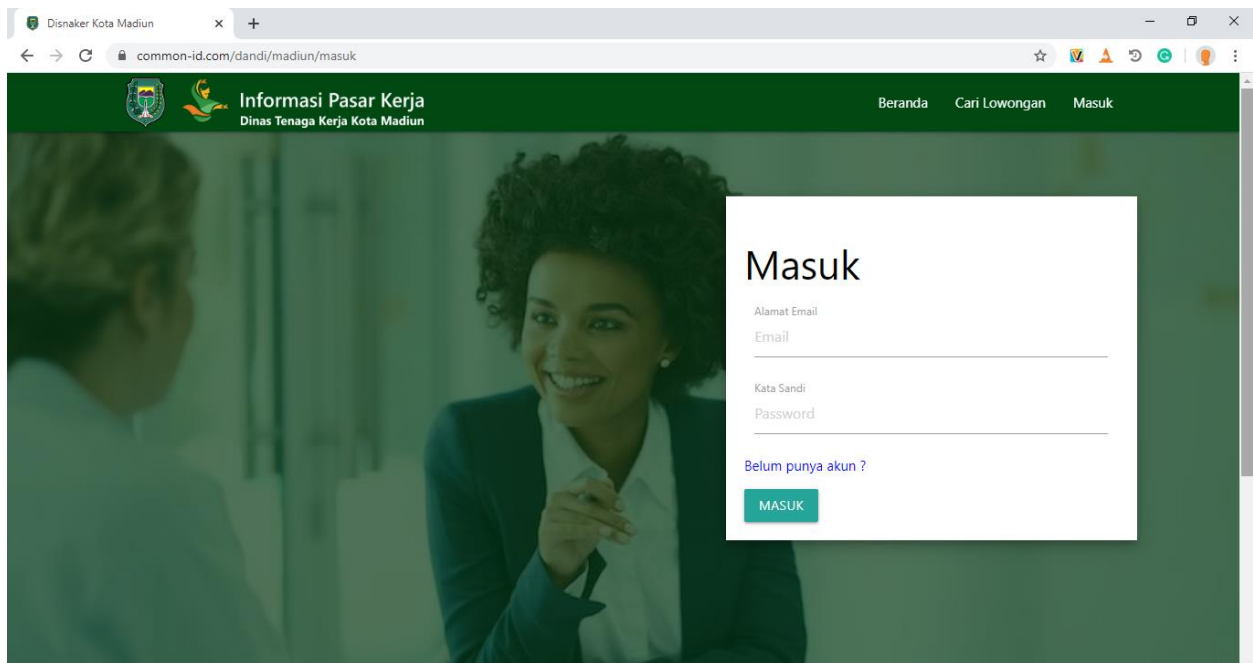 Disnaker Kota Madiun
common-id.com/dandi/madiun/masuk
Informasi Pasar Kerja
Dinas Tenaga Kerja Kota Madiun
Beranda Cari Lowongan Masuk
Masuk
Alamat Email
Email
Kata Sandi
Password
Belum punya akun ?
MASUK